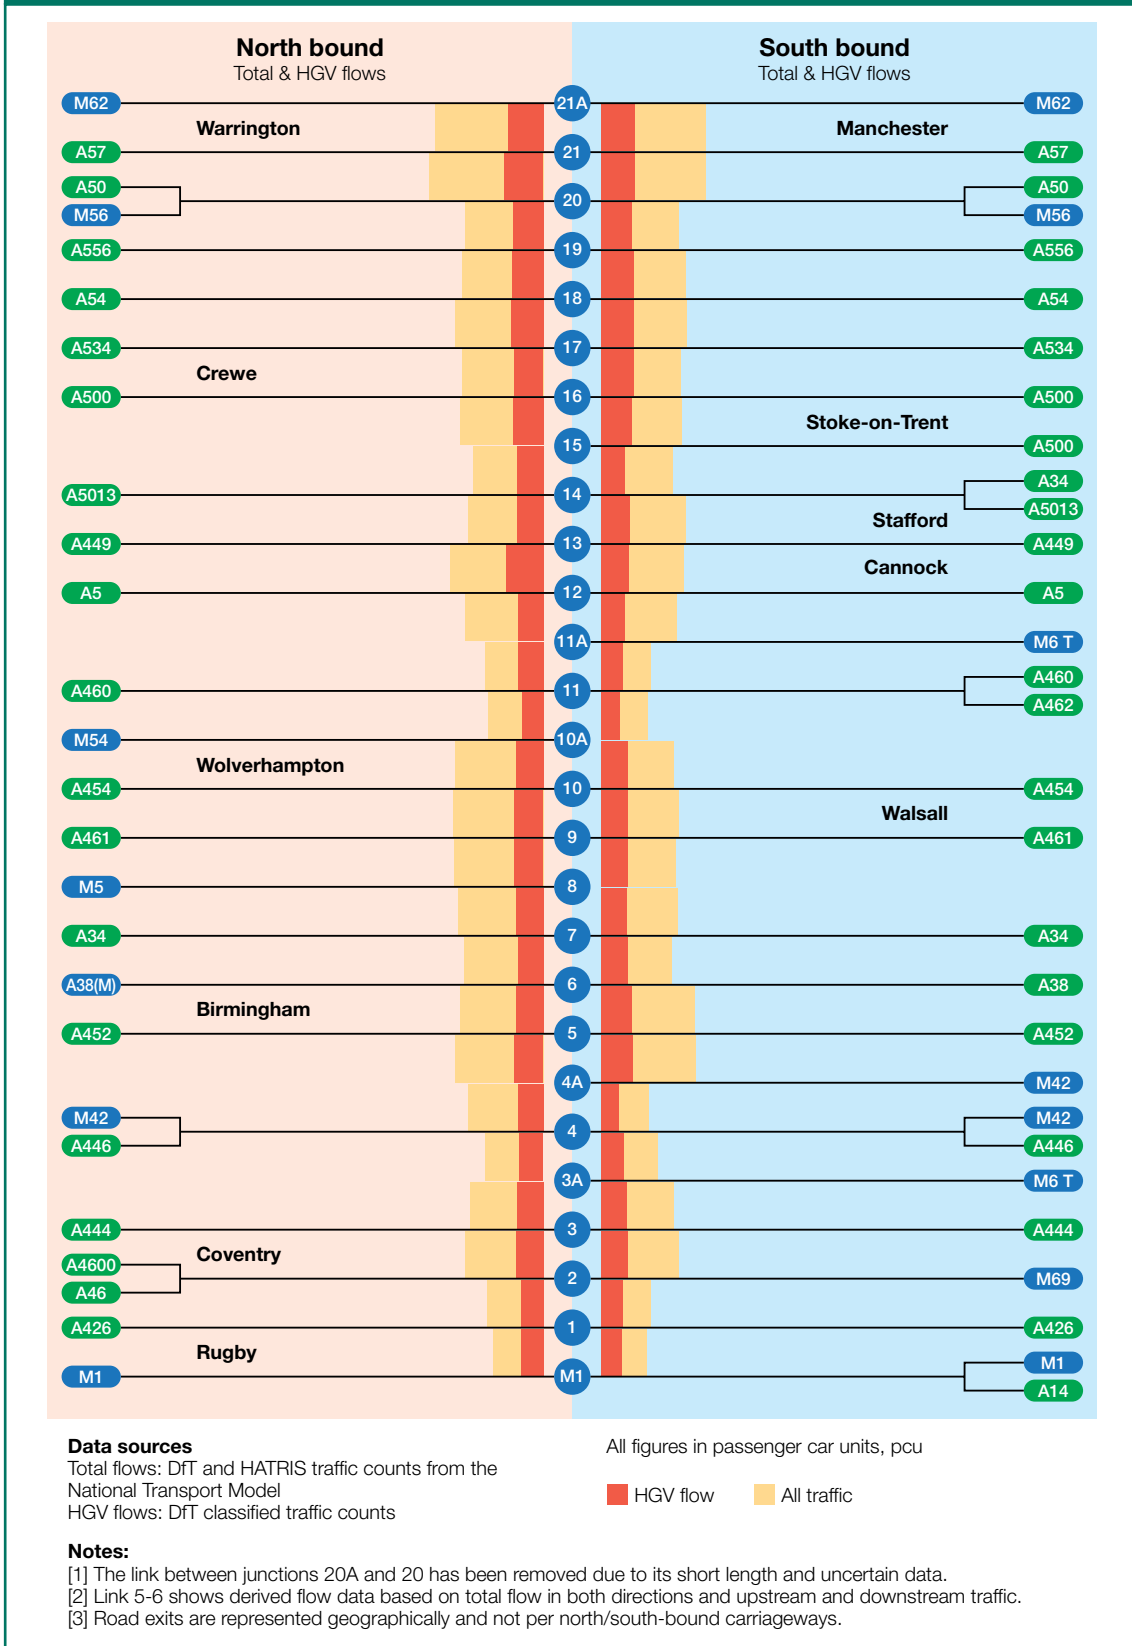 North bound
Total & HGV flows
South bound
Total & HGV flows
M62
21A
M62
Warrington
Manchester
A57
21
A57
A50
M56
20
A50
M56
A556
19
A556
A54
18
A54
A534
17
A534
Crewe
A500
16
A500
Stoke-on-Trent
15
A500
A5013
14
A34
A5013
Stafford
A449
13
A449
Cannock
A5
12
A5
11A
M6 T
A460
11
A460
A462
M54
10A
Wolverhampton
A454
10
A454
Walsall
A461
9
A461
M5
8
A34
7
A34
A38(M)
6
A38
Birmingham
A452
5
A452
4A
M42
M42
A446
4
M42
A446
3A
M6 T
A444
3
A444
Coventry
A4600
A46
2
M69
A426
1
A426
Rugby
M1
M1
M1
A14
Data sources
Total flows: DfT and HATRIS traffic counts from the
National Transport Model
HGV flows: DfT classified traffic counts
All figures in passenger car units, pcu
HGV flow
All traffic
Notes:
[1] The link between junctions 20A and 20 has been removed due to its short length and uncertain data.
[2] Link 5-6 shows derived flow data based on total flow in both directions and upstream and downstream traffic.
[3] Road exits are represented geographically and not per north/south-bound carriageways.